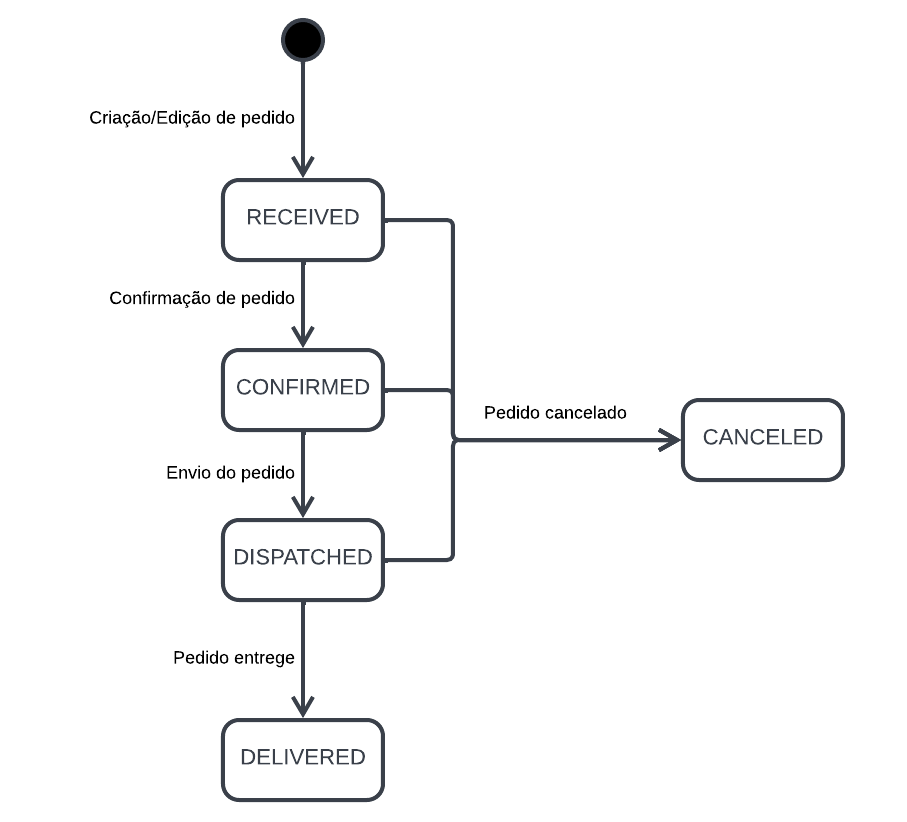 Criação/Edição de pedido
RECEIVED
Confirmação de pedido
CONFIRMED
Pedido cancelado
CANCELED
Envio do pedido
DISPATCHED
Pedido entrege
DELIVERED